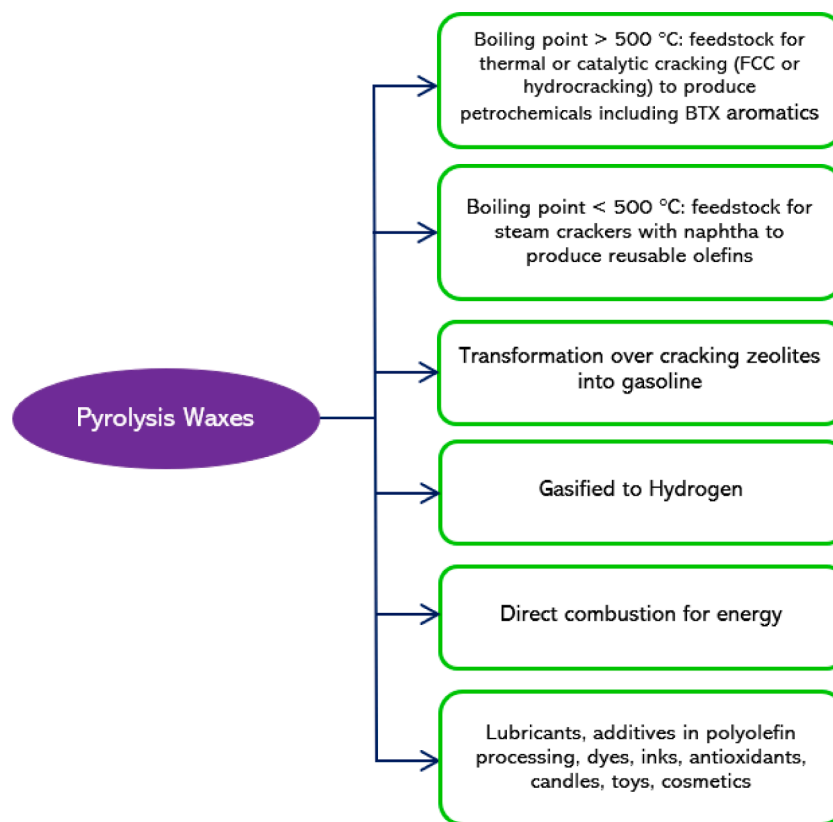 Boiling point > 500 °C: feedstock for
thermal or catalytic cracking (FCC or
hydrocracking) to produce
petrochemicals including BTX aromatics
Boiling point < 500 °C: feedstock for
steam crackers with naphtha to
produce reusable olefins
Transformation over cracking zeolites
into gasoline
Pyrolysis Waxes
Gasified to Hydrogen
Direct combustion for energy
Lubricants, additives in polyolefin
processing, dyes, inks, antioxidants,
candles, toys, cosmetics